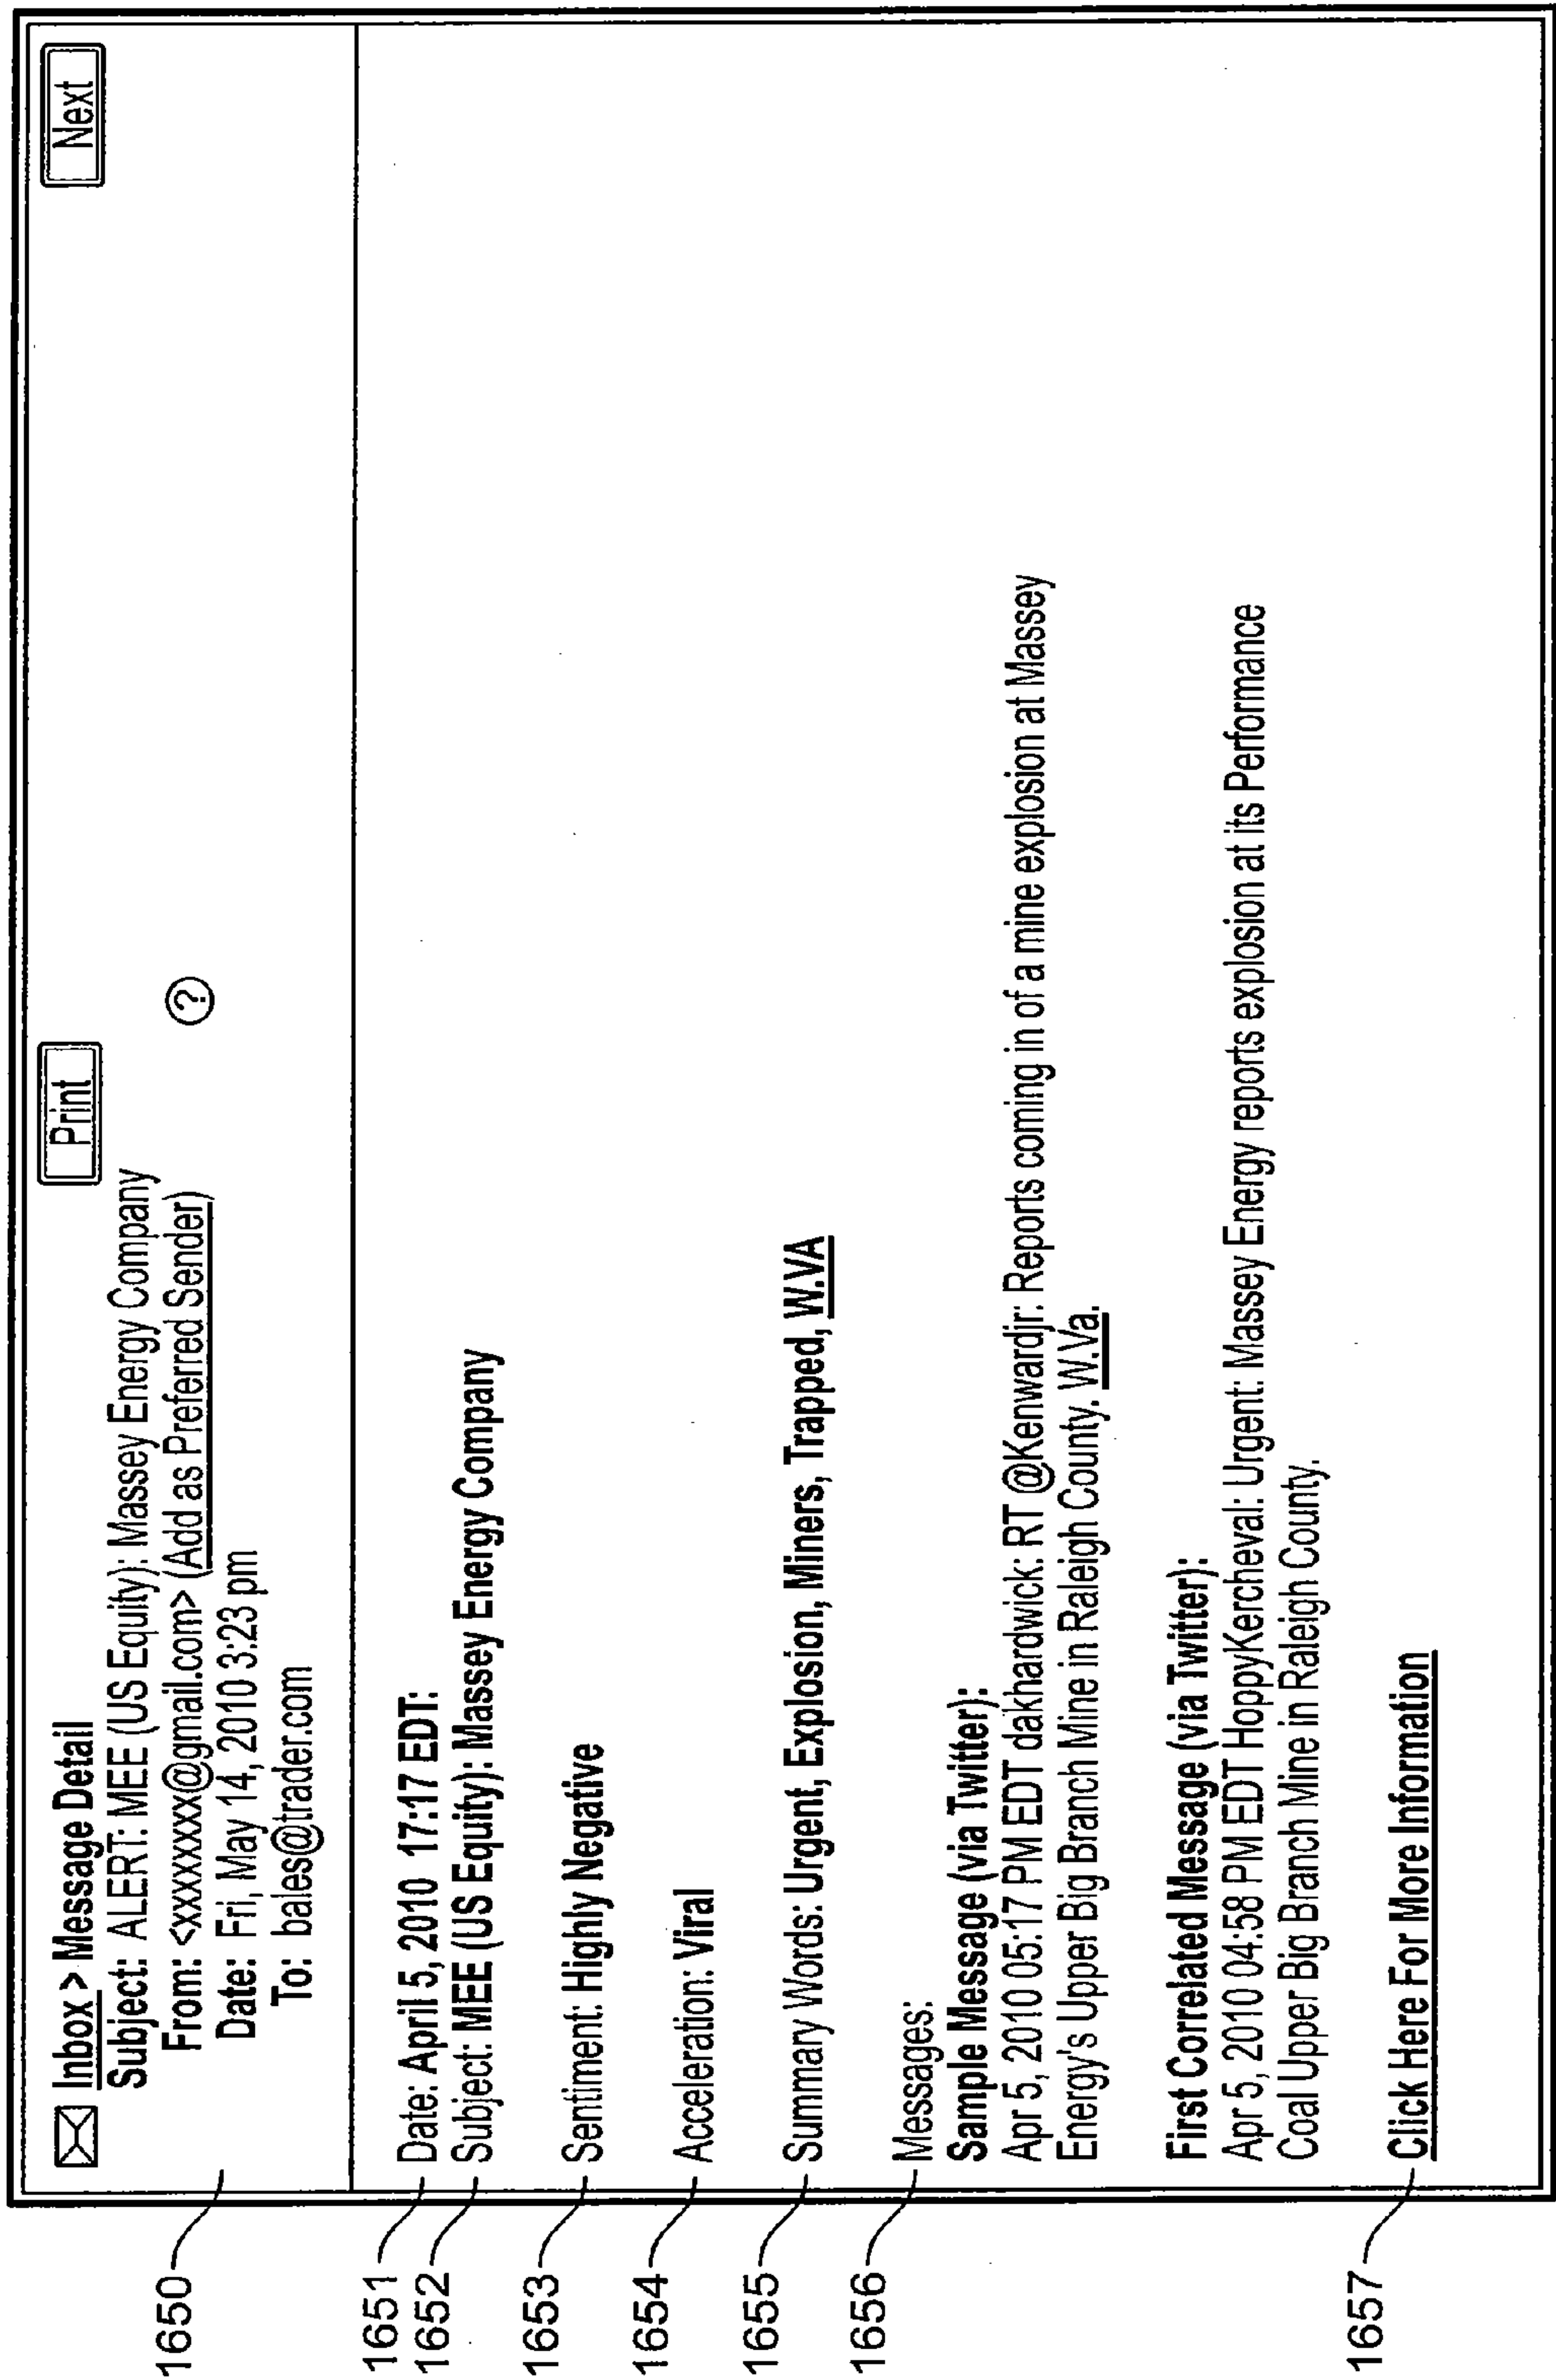 Inbox > Message Detail
Print
Next
Subject: ALERT: MEE (US Equity): Massey Energy Company
From: <xxxxxxx@gmail.com> (Add as Preferred Sender)
?
Date: Fri, May 14, 2010 3:23 pm
To: bales@trader.com
1650
1651
Date: April 5, 2010 17:17 EDT:
1652
Subject: MEE (US Equity): Massey Energy Company
1653
Sentiment: Highly Negative
1654
Acceleration: Viral
1655
Summary Words: Urgent, Explosion, Miners, Trapped, W.VA
1656
Messages:
Sample Message (via Twitter):
Apr 5, 2010 05:17 PM EDT dakhardwick: RT @Kenwardjr: Reports coming in of a mine explosion at Massey
Energy's Upper Big Branch Mine in Raleigh County. W.Va.
First Correlated Message (via Twitter):
Apr 5, 2010 04:58 PM EDT HoppyKercheval: Urgent: Massey Energy reports explosion at its Performance
Coal Upper Big Branch Mine in Raleigh County.
1657
Click Here For More Information